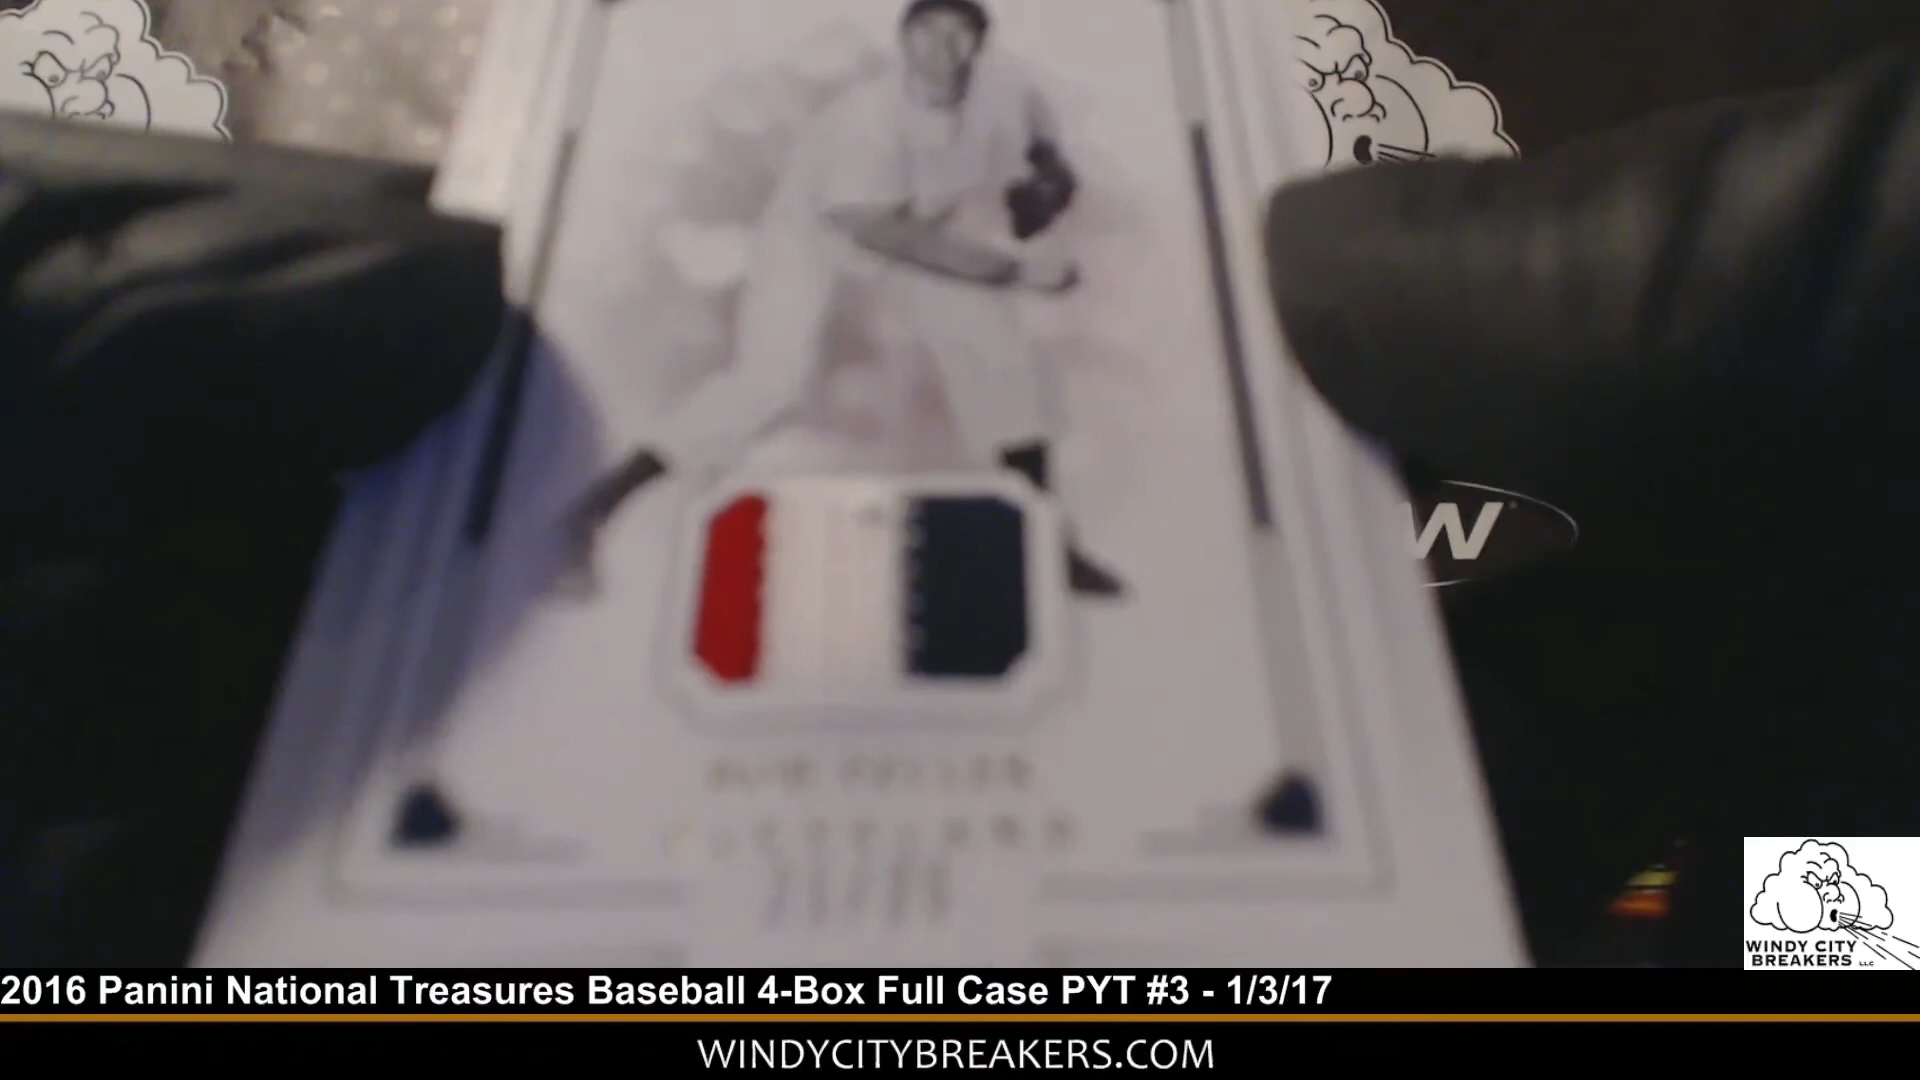 W
CLEVELAND
WINDY CITY
BREAKERS LLC
2016 Panini National Treasures Baseball 4-Box Full Case PYT #3 - 1/3/17
WINDYCITYBREAKERS.COM